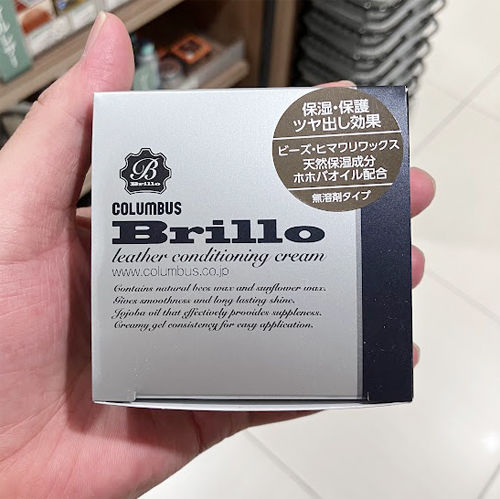 保湿・保護
ツヤ出し効果
ビーズ・ヒマワリワックス
天然保湿成分
ホホバオイル配合
無溶剤タイプ
B
Brillo
COLUMBUS
Brillo
leather conditioning cream
www.columbus.co.jp
Contains natural bees wax and sunflower wax.
Gives smoothness and long lasting shine.
Jojoba oil that effectively provides suppleness.
Creamy gel consistency for easy application.